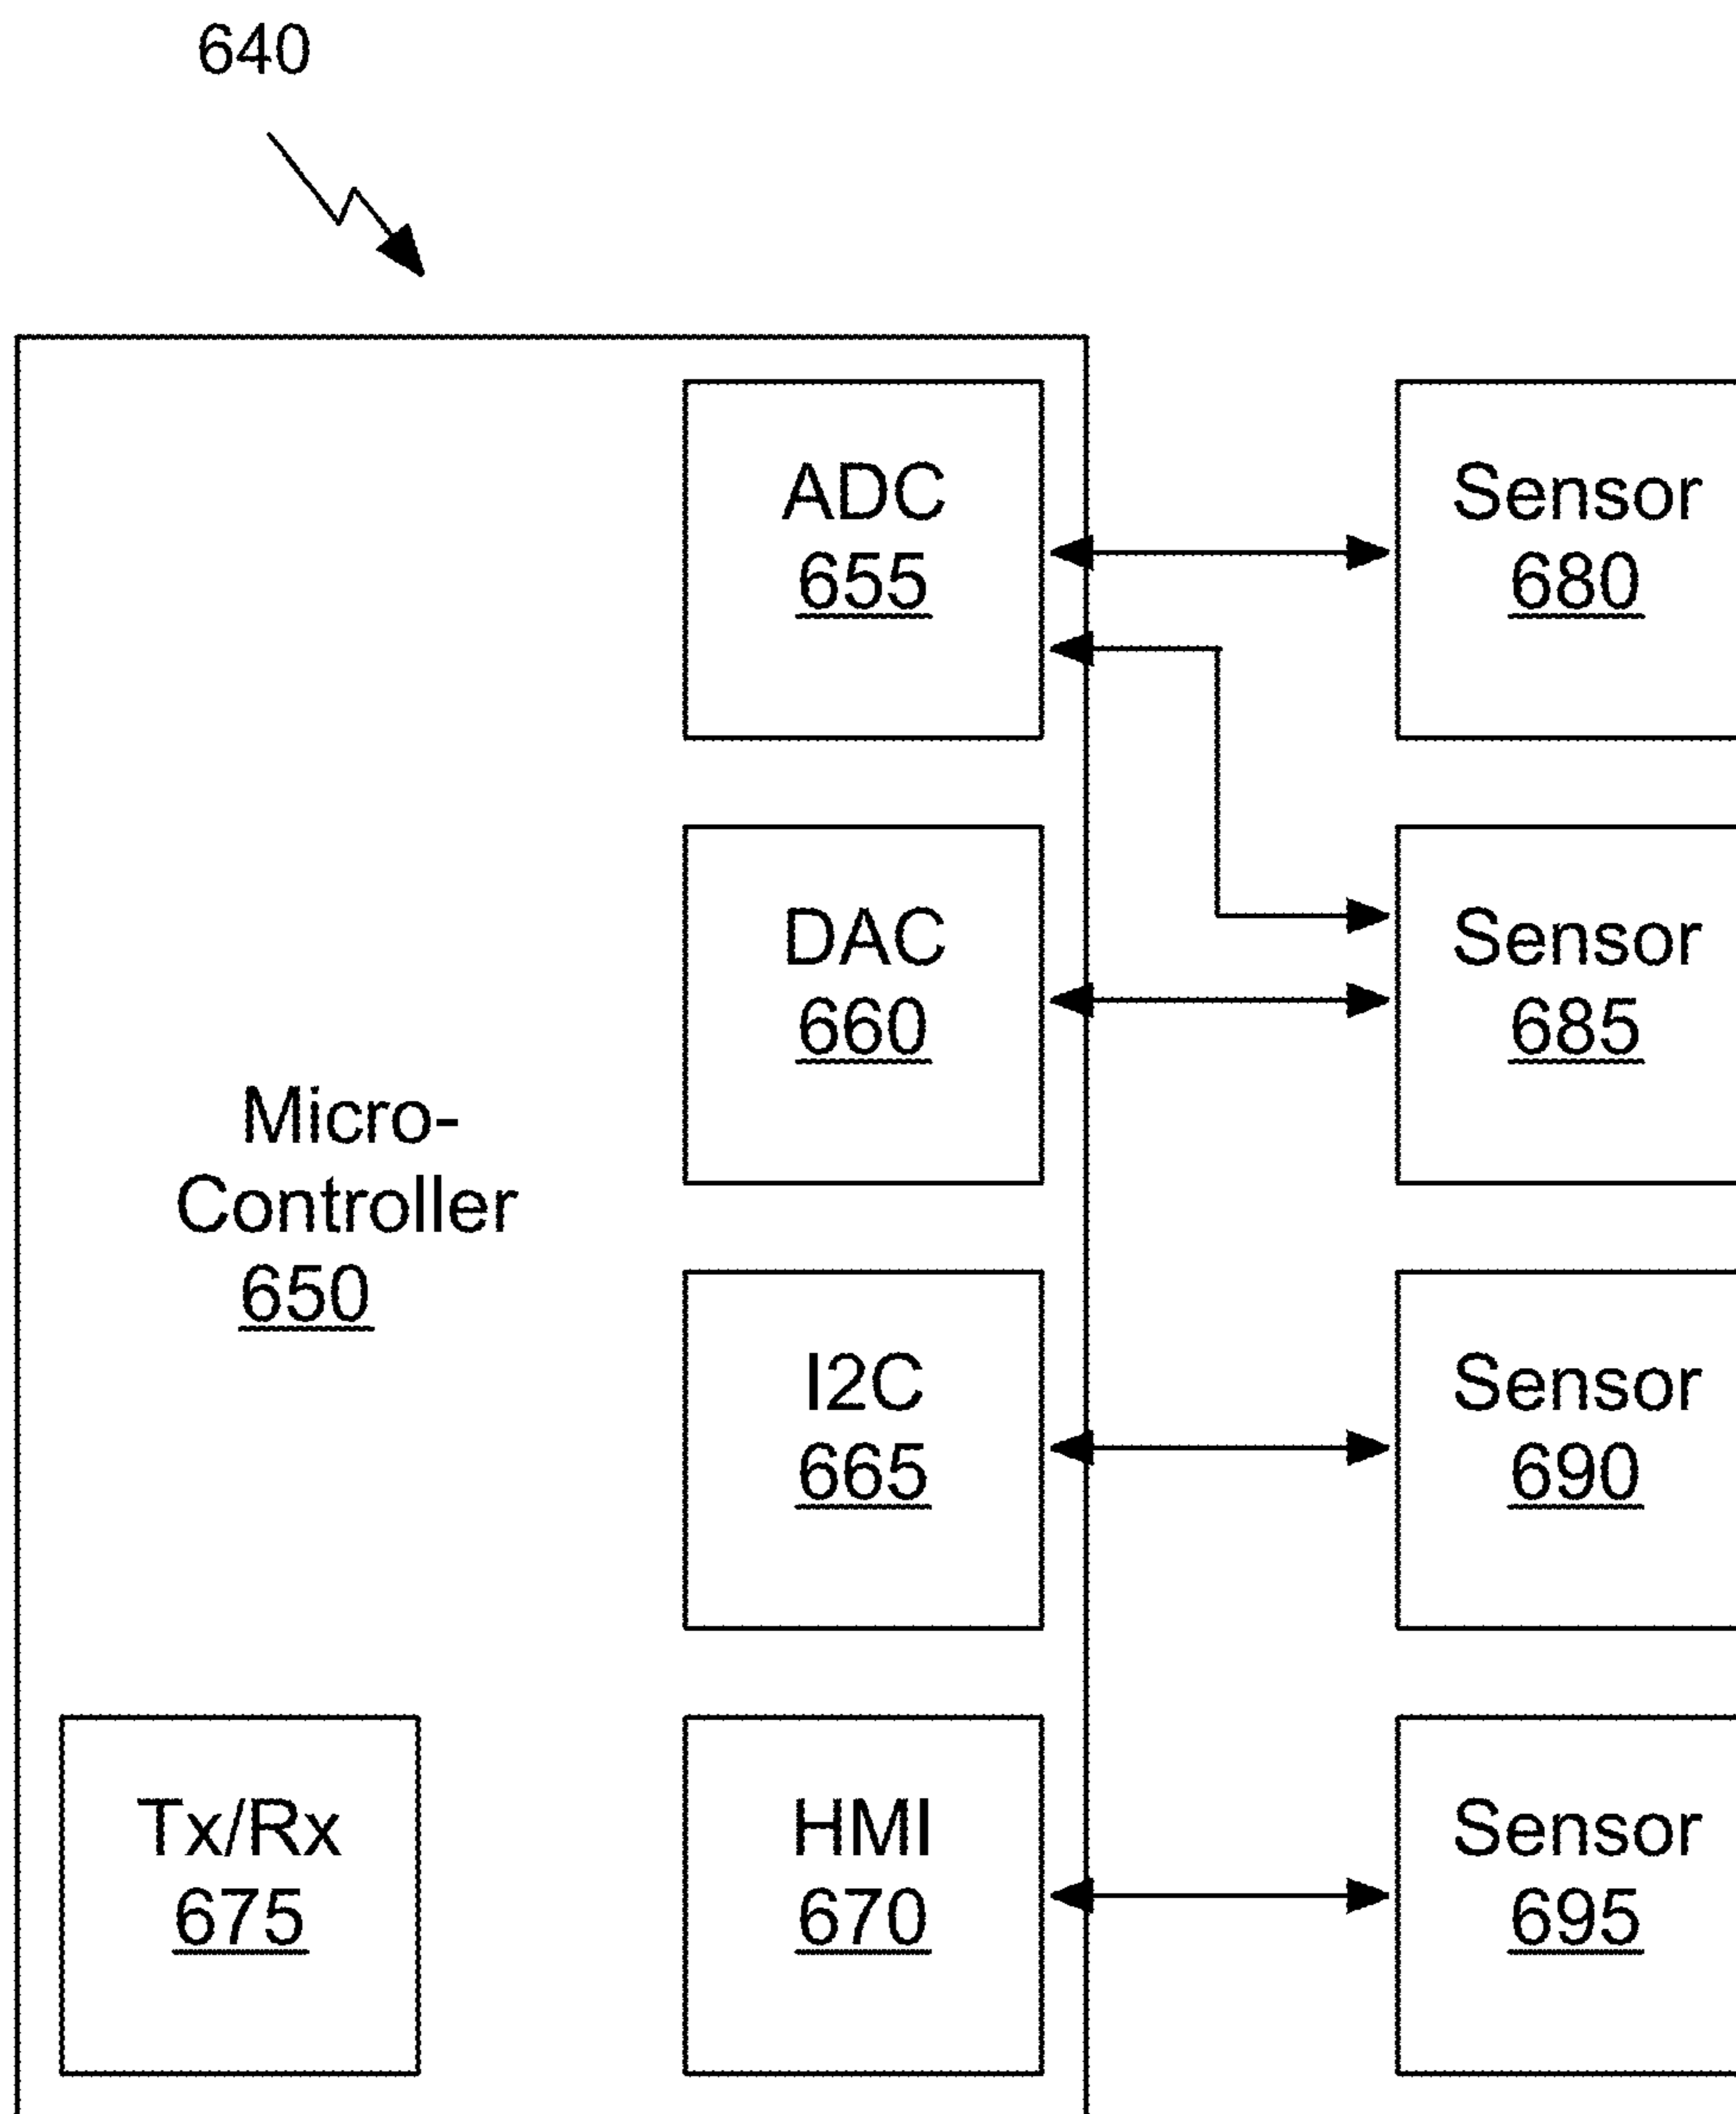 640
ADC
655
Sensor
680
DAC
660
Sensor
685
Micro-
Controller
650
I2C
665
Sensor
690
Tx/Rx
675
HMI
670
Sensor
695